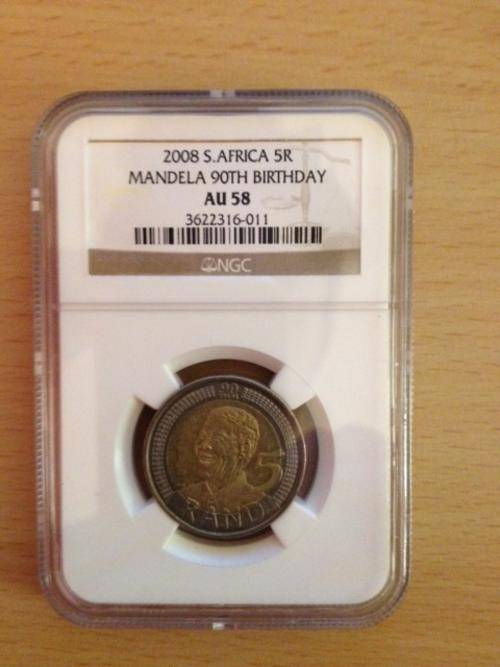 2008 S.AFRICA 5R
MANDELA 90TH BIRTHDAY
AU 58
3622316-011
NGC
90
5
RAND